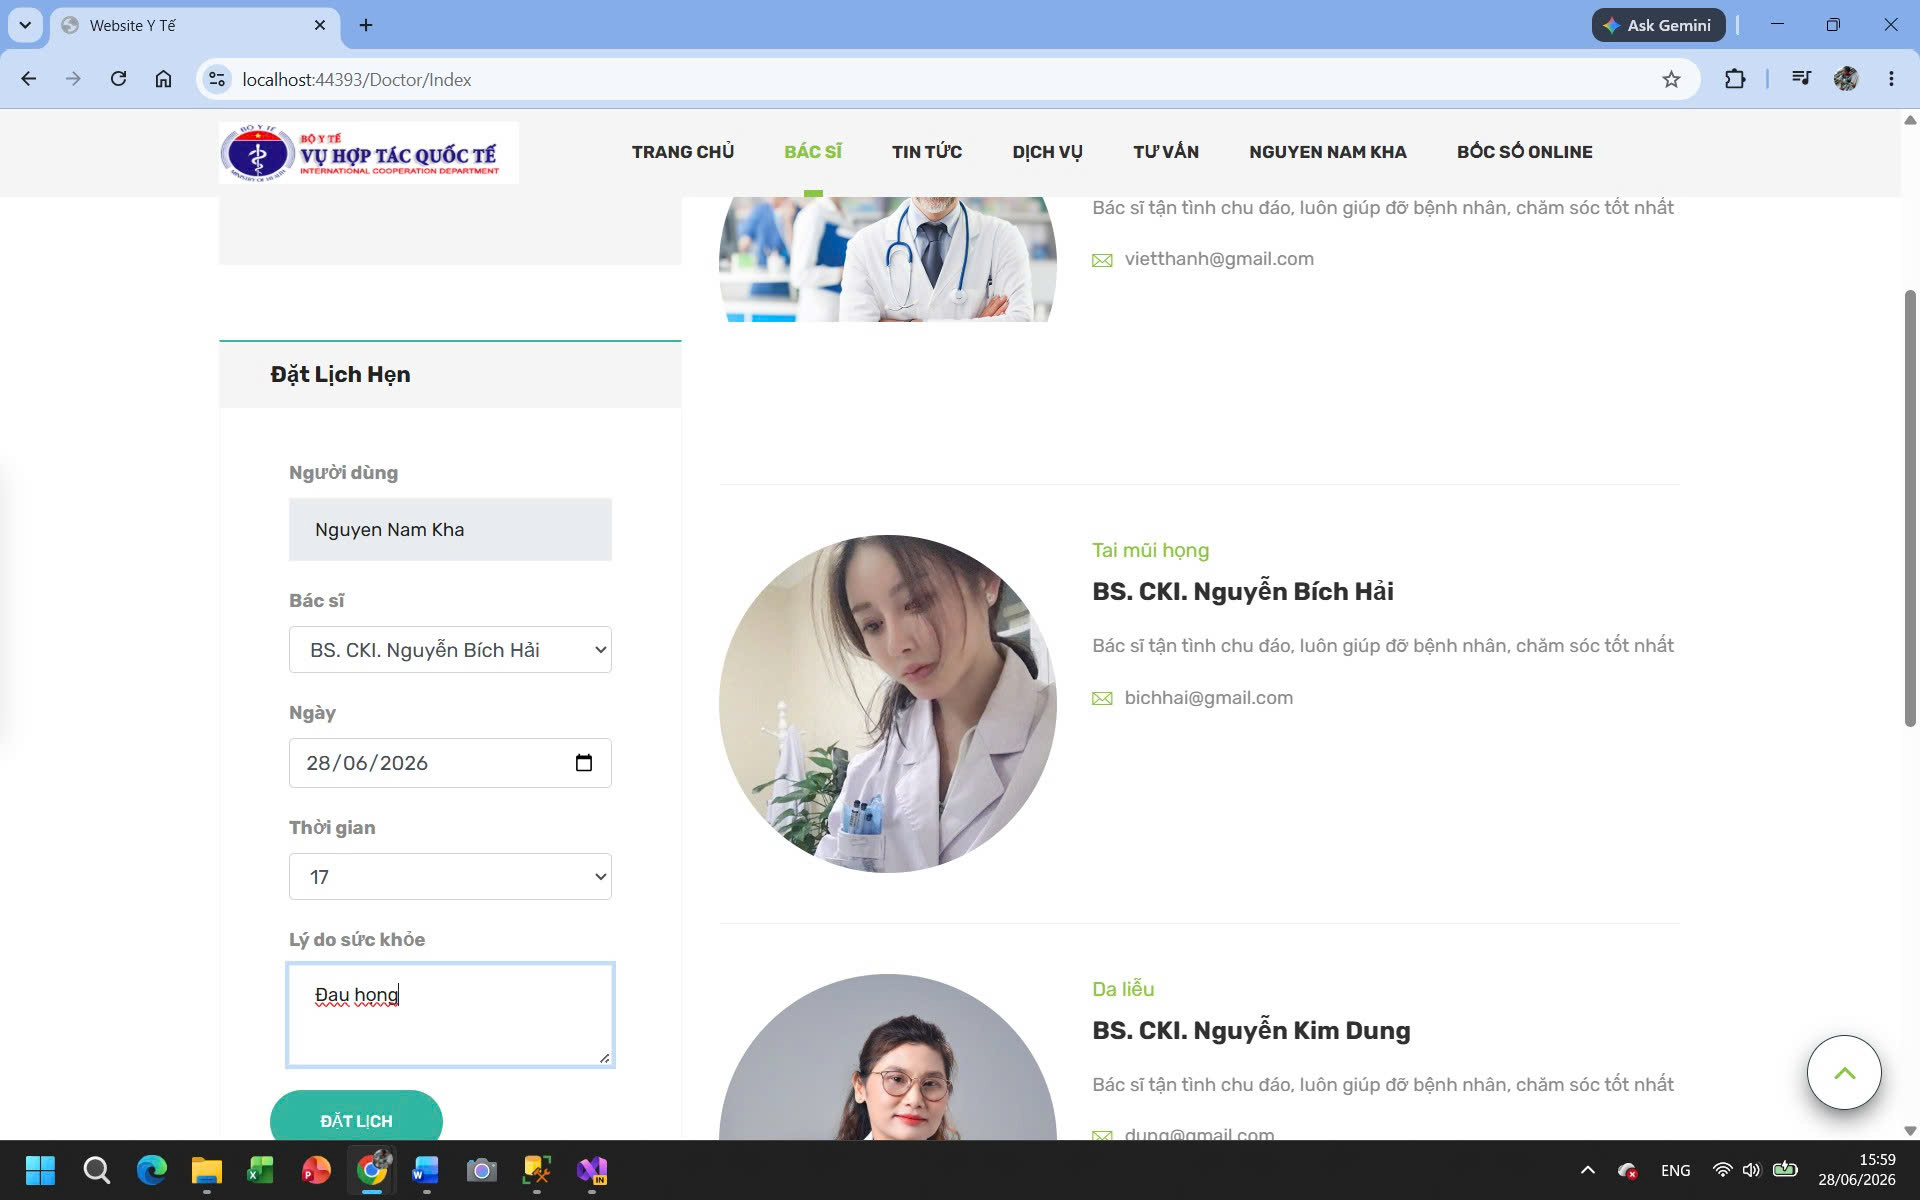 Website Y Tế
Ask Gemini
localhost:44393/Doctor/Index
BỘ Y TẾ
MINISTRY OF HEALTH
BỘ Y TẾ
VỤ HỢP TÁC QUỐC TẾ
INTERNATIONAL COOPERATION DEPARTMENT
TRANG CHỦ
BÁC SĨ
TIN TỨC
DỊCH VỤ
TƯ VẤN
NGUYEN NAM KHA
BỐC SỐ ONLINE
Bác sĩ tận tình chu đáo, luôn giúp đỡ bệnh nhân, chăm sóc tốt nhất
vietthanh@gmail.com
Đặt Lịch Hẹn
Người dùng
Nguyen Nam Kha
Bác sĩ
BS. CKI. Nguyễn Bích Hải
Ngày
28/06/2026
Thời gian
17
Lý do sức khỏe
Đau họng
ĐẶT LỊCH
Tai mũi họng
BS. CKI. Nguyễn Bích Hải
Bác sĩ tận tình chu đáo, luôn giúp đỡ bệnh nhân, chăm sóc tốt nhất
bichhai@gmail.com
Da liễu
BS. CKI. Nguyễn Kim Dung
Bác sĩ tận tình chu đáo, luôn giúp đỡ bệnh nhân, chăm sóc tốt nhất
dung@gmail.com
ENG
15:59
28/06/2026